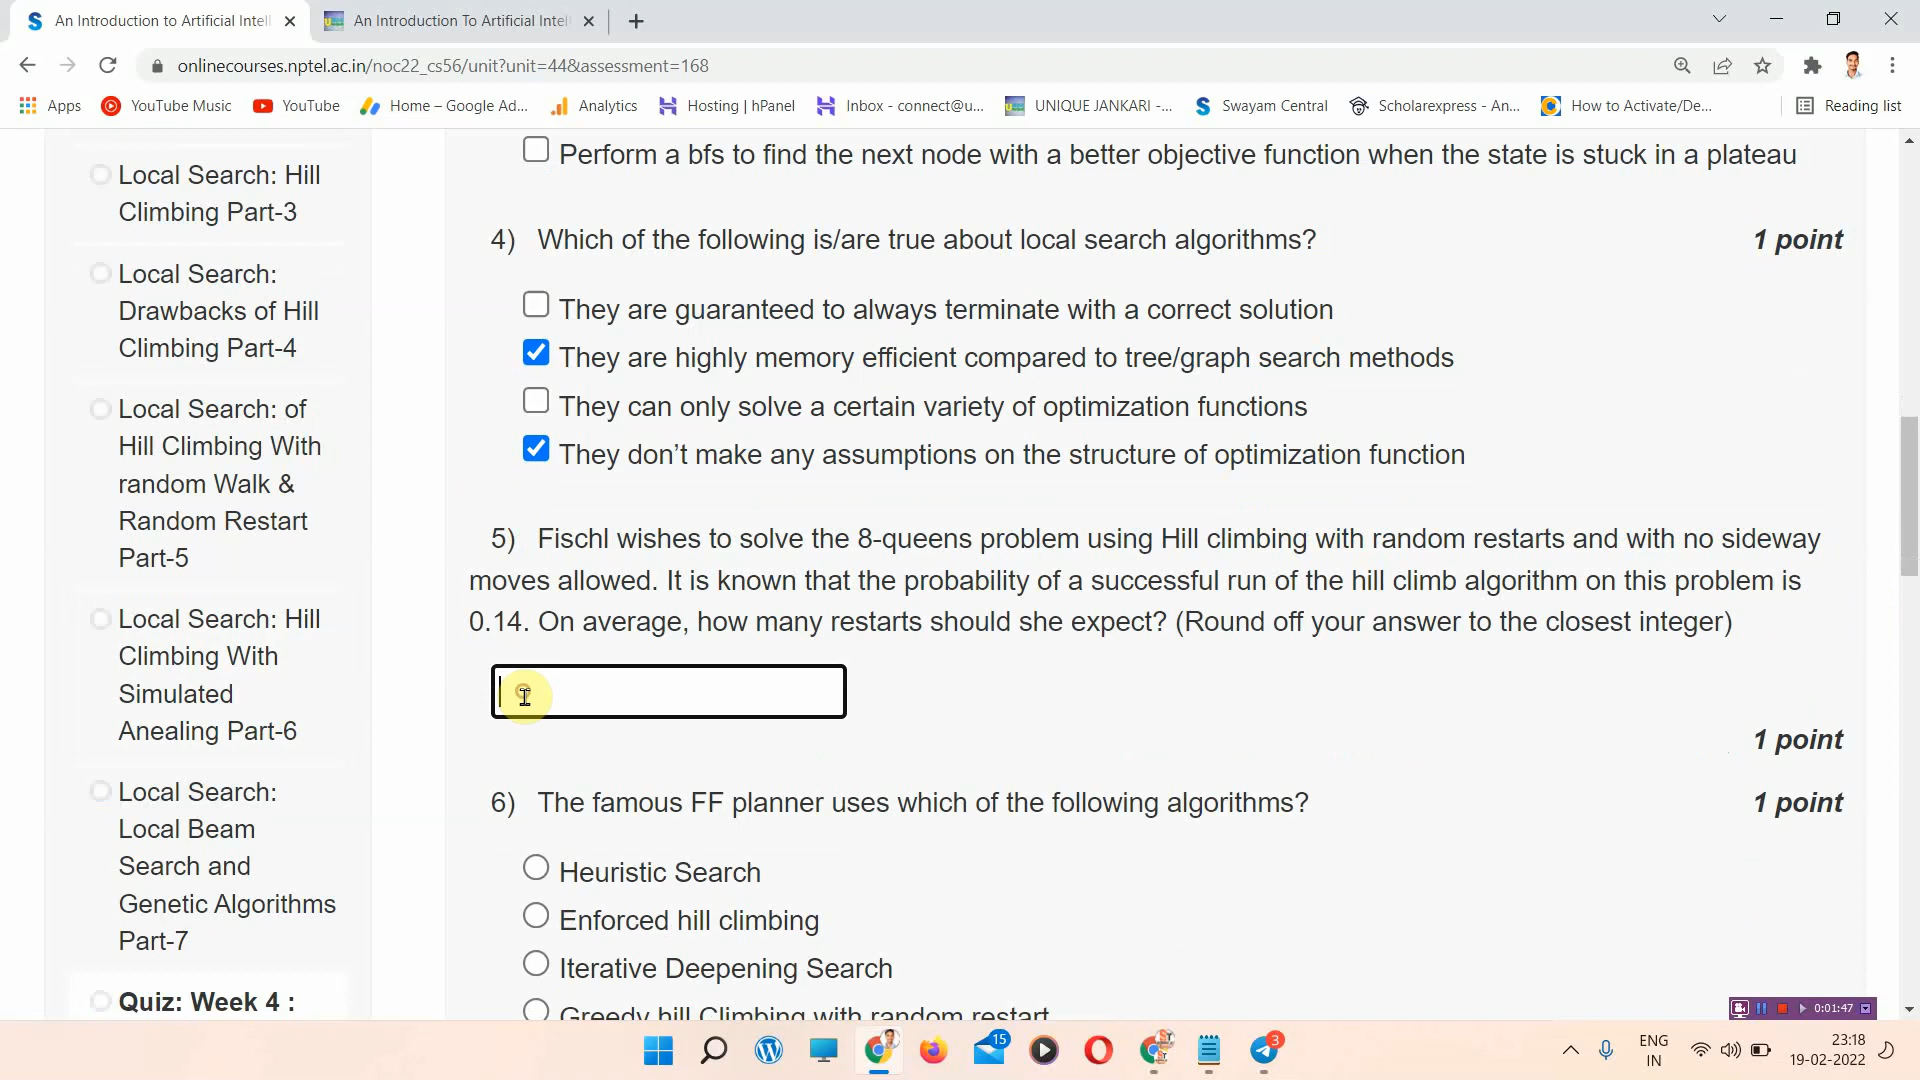 An Introduction to Artificial Intell
An Introduction To Artificial Intel
onlinecourses.nptel.ac.in/noc22_cs56/unit?unit=44&assessment=168
Apps
YouTube Music
YouTube
Home – Google Ad...
Analytics
Hosting | hPanel
Inbox - connect@u...
UNIQUE JANKARI -...
Swayam Central
Scholarexpress - An...
How to Activate/De...
Reading list
Local Search: Hill
Climbing Part-3
Local Search:
Drawbacks of Hill
Climbing Part-4
Local Search: of
Hill Climbing With
random Walk &
Random Restart
Part-5
Local Search: Hill
Climbing With
Simulated
Anealing Part-6
Local Search:
Local Beam
Search and
Genetic Algorithms
Part-7
Quiz: Week 4 :
Perform a bfs to find the next node with a better objective function when the state is stuck in a plateau
4) Which of the following is/are true about local search algorithms? 1 point
They are guaranteed to always terminate with a correct solution
They are highly memory efficient compared to tree/graph search methods
They can only solve a certain variety of optimization functions
They don’t make any assumptions on the structure of optimization function
5) Fischl wishes to solve the 8-queens problem using Hill climbing with random restarts and with no sideway
moves allowed. It is known that the probability of a successful run of the hill climb algorithm on this problem is
0.14. On average, how many restarts should she expect? (Round off your answer to the closest integer)
1 point
6) The famous FF planner uses which of the following algorithms? 1 point
Heuristic Search
Enforced hill climbing
Iterative Deepening Search
Greedy hill Climbing with random restart
0:01:47
15
3
ENG
IN
23:18
19-02-2022